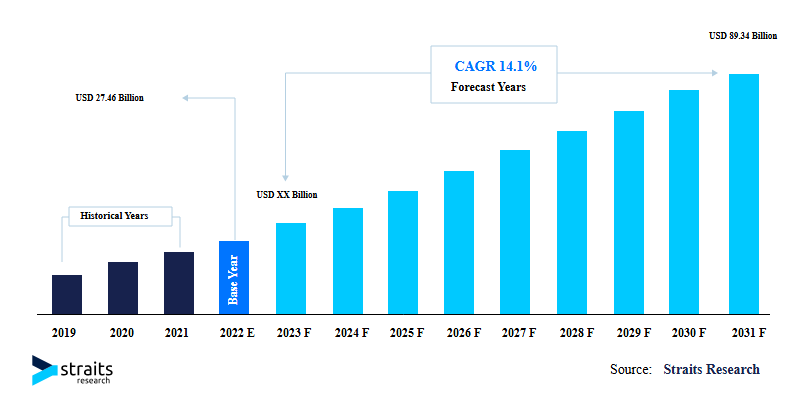 USD 89.34 Billion
CAGR 14.1%
Forecast Years
USD 27.46 Billion
USD XX Billion
Historical Years
Base Year
2019
2020
2021
2022 E
2023 F
2024 F
2025 F
2026 F
2027 F
2028 F
2029 F
2030 F
2031 F
straits
research
Source: Straits Research